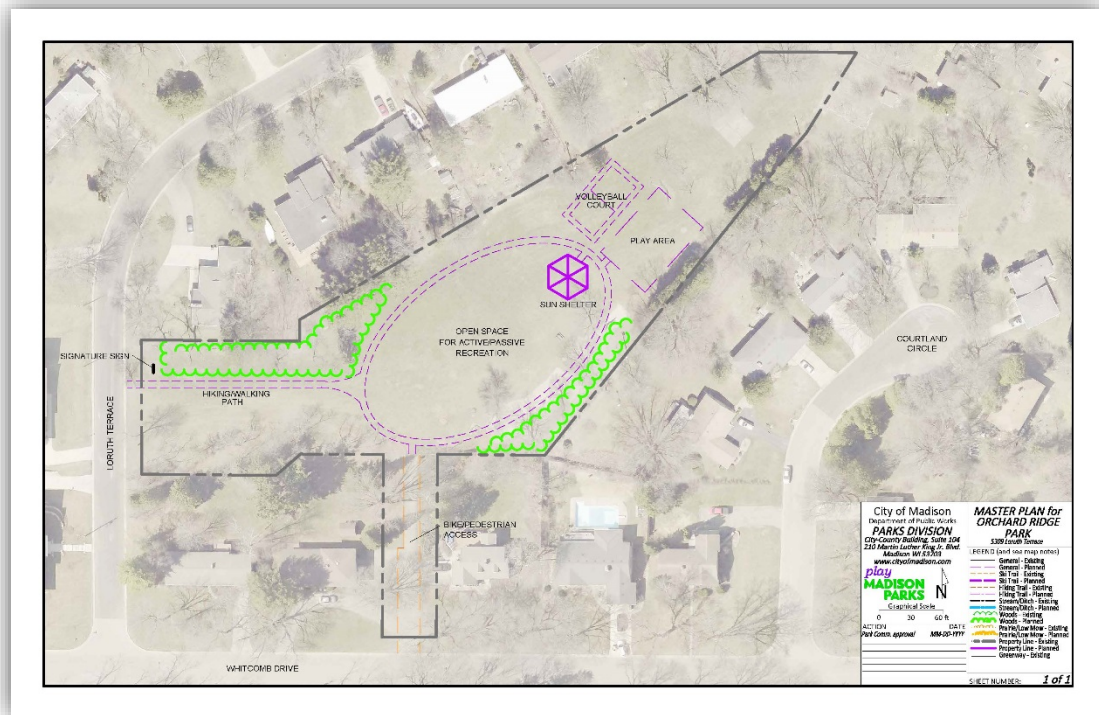 VOLLEYBALL
COURT
PLAY AREA
SUN SHELTER
OPEN SPACE
FOR ACTIVE/PASSIVE
RECREATION
SIGNATURE SIGN
HIKING/WALKING
PATH
LORUTH TERRACE
COURTLAND
CIRCLE
BIKE/PEDESTRIAN
ACCESS
WHITCOMB DRIVE
City of Madison
Department of Public Works
PARKS DIVISION
City-County Building, Suite 104
210 Martin Luther King Jr. Blvd.
Madison WI 53703
www.cityofmadison.com
play
MADISON
PARKS
N
Graphical Scale
0 30 60 ft
ACTION DATE
Park Comm. approval MM-DD-YYYY
MASTER PLAN for
ORCHARD RIDGE
PARK
5309 Loruth Terrace
LEGEND (and see map notes)
General - Existing
General - Planned
Ski Trail - Existing
Ski Trail - Planned
Hiking Trail - Existing
Hiking Trail - Planned
Stream/Ditch - Existing
Stream/Ditch - Planned
Woods - Existing
Woods - Planned
Prairie/Low Mow - Existing
Prairie/Low Mow - Planned
Property Line - Existing
Property Line - Planned
Greenway - Existing
SHEET NUMBER: 1 of 1